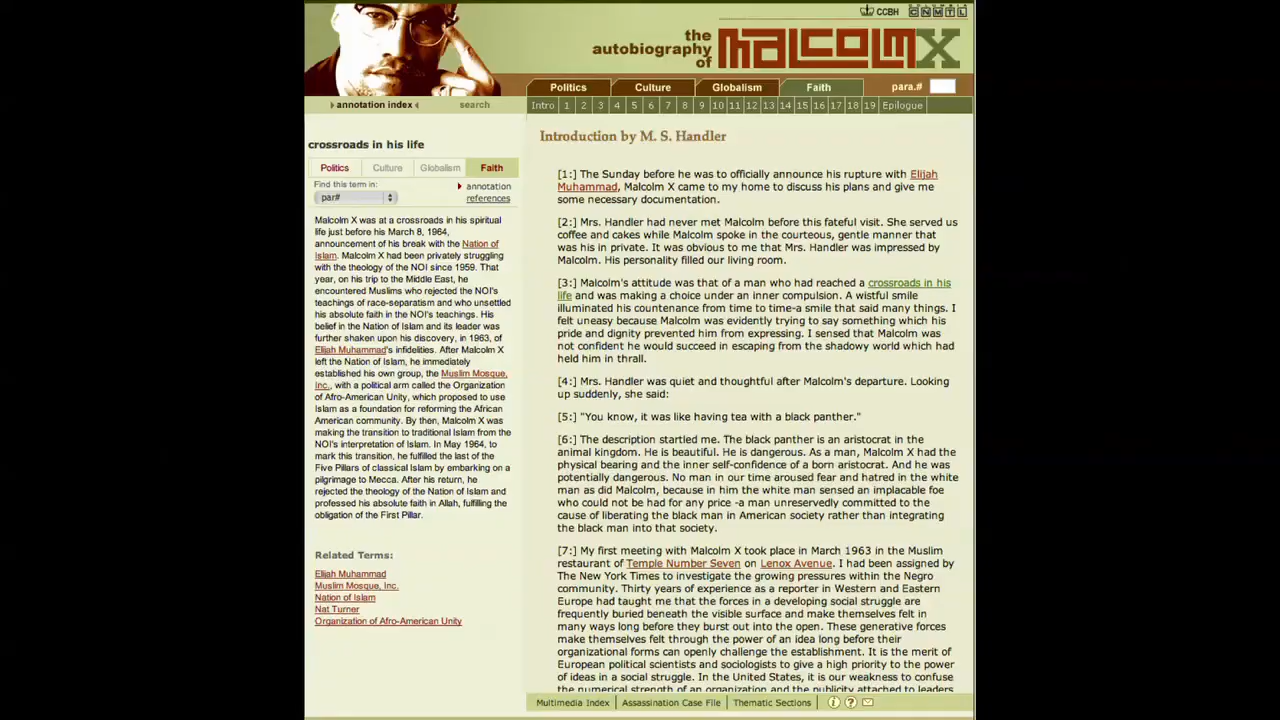 CCBH COLUMBIA CNMTL
the autobiography of MALCOLM X
Politics Culture Globalism Faith para.#
annotation index search
Intro 1 2 3 4 5 6 7 8 9 10 11 12 13 14 15 16 17 18 19 Epilogue
crossroads in his life
Politics Culture Globalism Faith
Find this term in:
par#
annotation
references
Malcolm X was at a crossroads in his spiritual
life just before his March 8, 1964,
announcement of his break with the Nation of
Islam. Malcolm X had been privately struggling
with the theology of the NOI since 1959. That
year, on his trip to the Middle East, he
encountered Muslims who rejected the NOI's
teachings of race-separatism and who unsettled
his absolute faith in the NOI's teachings. His
belief in the Nation of Islam and its leader was
further shaken upon his discovery, in 1963, of
Elijah Muhammad's infidelities. After Malcolm X
left the Nation of Islam, he immediately
established his own group, the Muslim Mosque,
Inc., with a political arm called the Organization
of Afro-American Unity, which proposed to use
Islam as a foundation for reforming the African
American community. By then, Malcolm X was
making the transition to traditional Islam from the
NOI's interpretation of Islam. In May 1964, to
mark this transition, he fulfilled the last of the
Five Pillars of classical Islam by embarking on a
pilgrimage to Mecca. After his return, he
rejected the theology of the Nation of Islam and
professed his absolute faith in Allah, fulfilling the
obligation of the First Pillar.
Related Terms:
Elijah Muhammad
Muslim Mosque, Inc.
Nation of Islam
Nat Turner
Organization of Afro-American Unity
Introduction by M. S. Handler
[1:] The Sunday before he was to officially announce his rupture with Elijah
Muhammad, Malcolm X came to my home to discuss his plans and give me
some necessary documentation.
[2:] Mrs. Handler had never met Malcolm before this fateful visit. She served us
coffee and cakes while Malcolm spoke in the courteous, gentle manner that
was his in private. It was obvious to me that Mrs. Handler was impressed by
Malcolm. His personality filled our living room.
[3:] Malcolm's attitude was that of a man who had reached a crossroads in his
life and was making a choice under an inner compulsion. A wistful smile
illuminated his countenance from time to time-a smile that said many things. I
felt uneasy because Malcolm was evidently trying to say something which his
pride and dignity prevented him from expressing. I sensed that Malcolm was
not confident he would succeed in escaping from the shadowy world which had
held him in thrall.
[4:] Mrs. Handler was quiet and thoughtful after Malcolm's departure. Looking
up suddenly, she said:
[5:] "You know, it was like having tea with a black panther."
[6:] The description startled me. The black panther is an aristocrat in the
animal kingdom. He is beautiful. He is dangerous. As a man, Malcolm X had the
physical bearing and the inner self-confidence of a born aristocrat. And he was
potentially dangerous. No man in our time aroused fear and hatred in the white
man as did Malcolm, because in him the white man sensed an implacable foe
who could not be had for any price -a man unreservedly committed to the
cause of liberating the black man in American society rather than integrating
the black man into that society.
[7:] My first meeting with Malcolm X took place in March 1963 in the Muslim
restaurant of Temple Number Seven on Lenox Avenue. I had been assigned by
The New York Times to investigate the growing pressures within the Negro
community. Thirty years of experience as a reporter in Western and Eastern
Europe had taught me that the forces in a developing social struggle are
frequently buried beneath the visible surface and make themselves felt in
many ways long before they burst out into the open. These generative forces
make themselves felt through the power of an idea long before their
organizational forms can openly challenge the establishment. It is the merit of
European political scientists and sociologists to give a high priority to the power
of ideas in a social struggle. In the United States, it is our weakness to confuse
the numerical strength of an organization and the publicity attached to leaders
Multimedia Index Assassination Case File Thematic Sections i ?